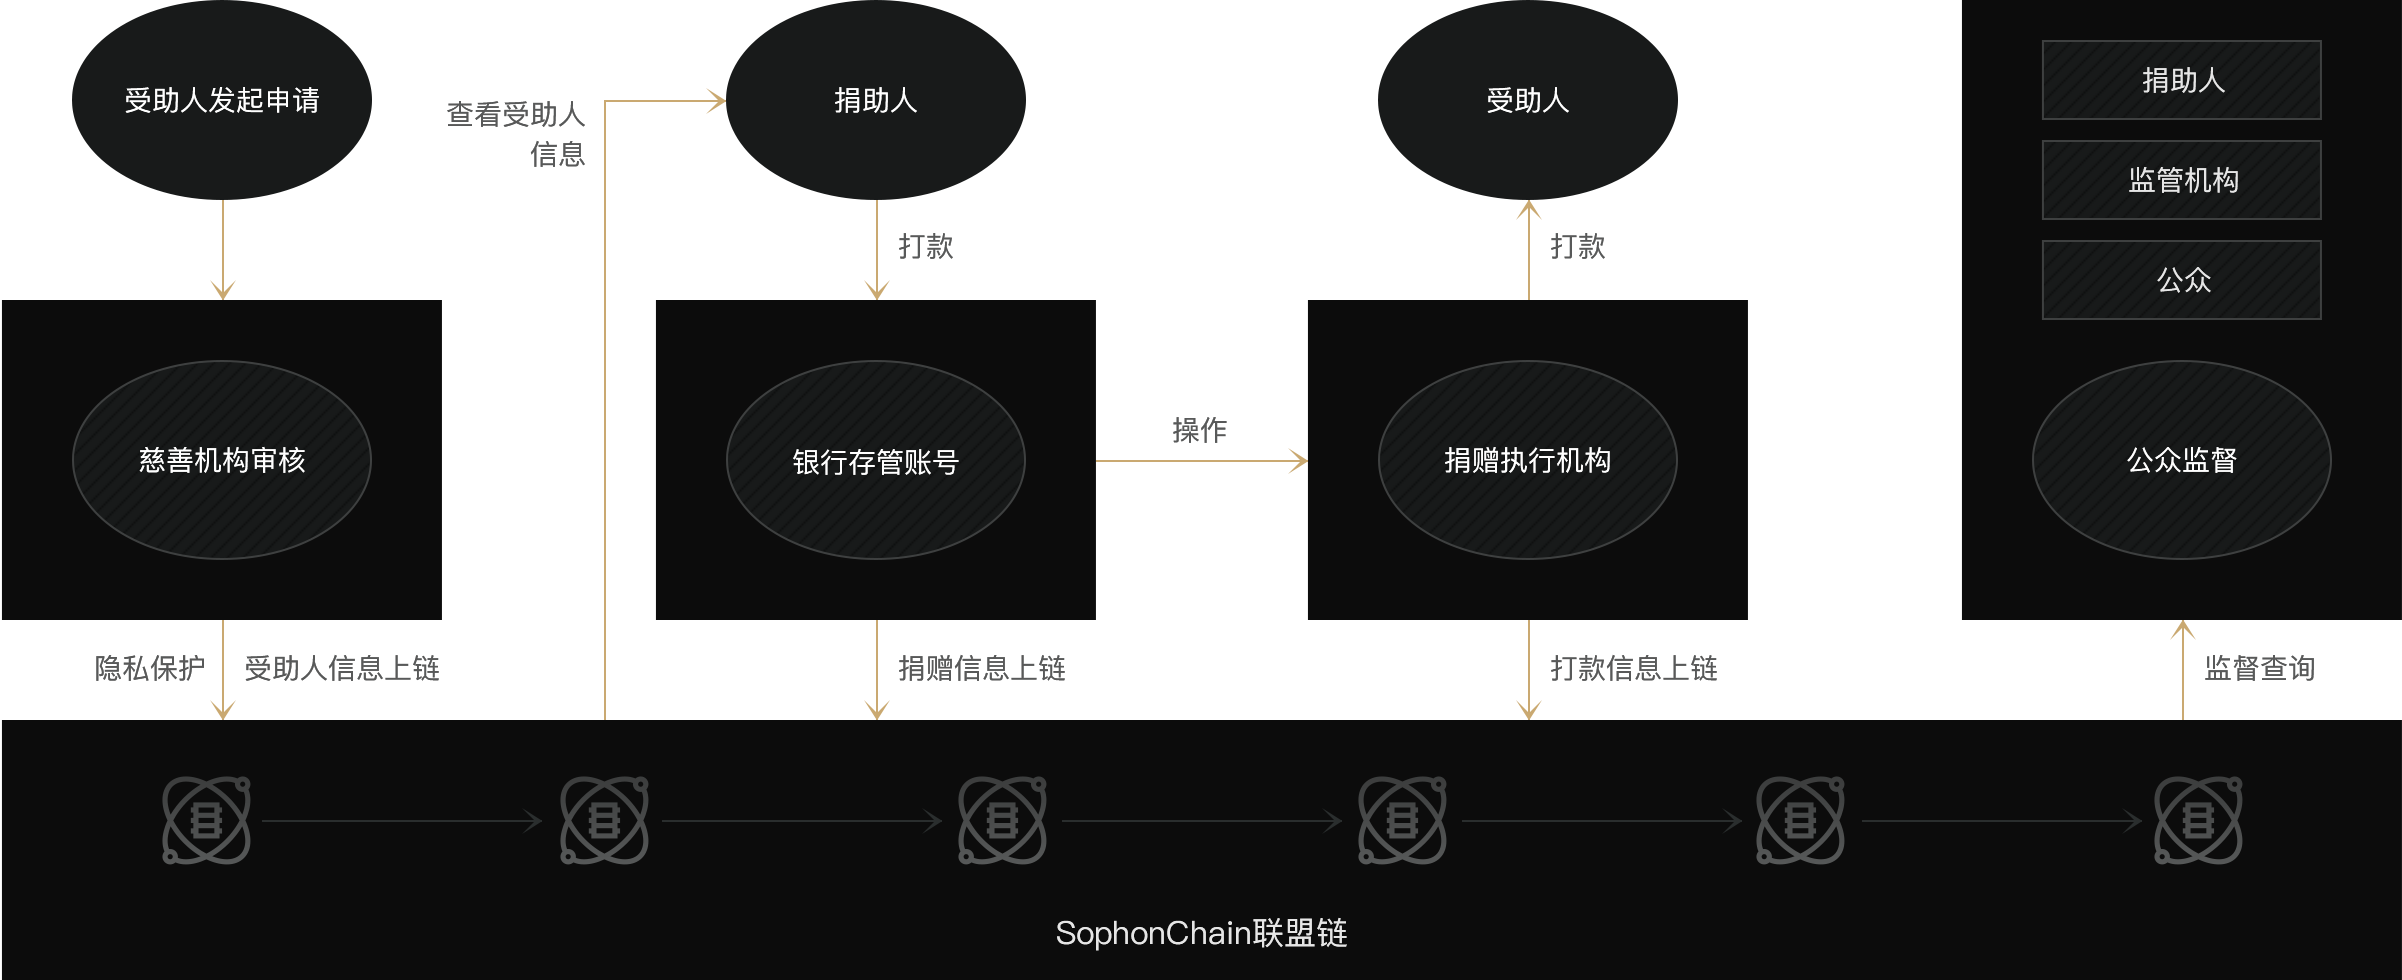 受助人发起申请
查看受助人
信息
捐助人
受助人
捐助人
监管机构
公众
打款
打款
慈善机构审核
银行存管账号
操作
捐赠执行机构
公众监督
隐私保护
受助人信息上链
捐赠信息上链
打款信息上链
监督查询
SophonChain联盟链